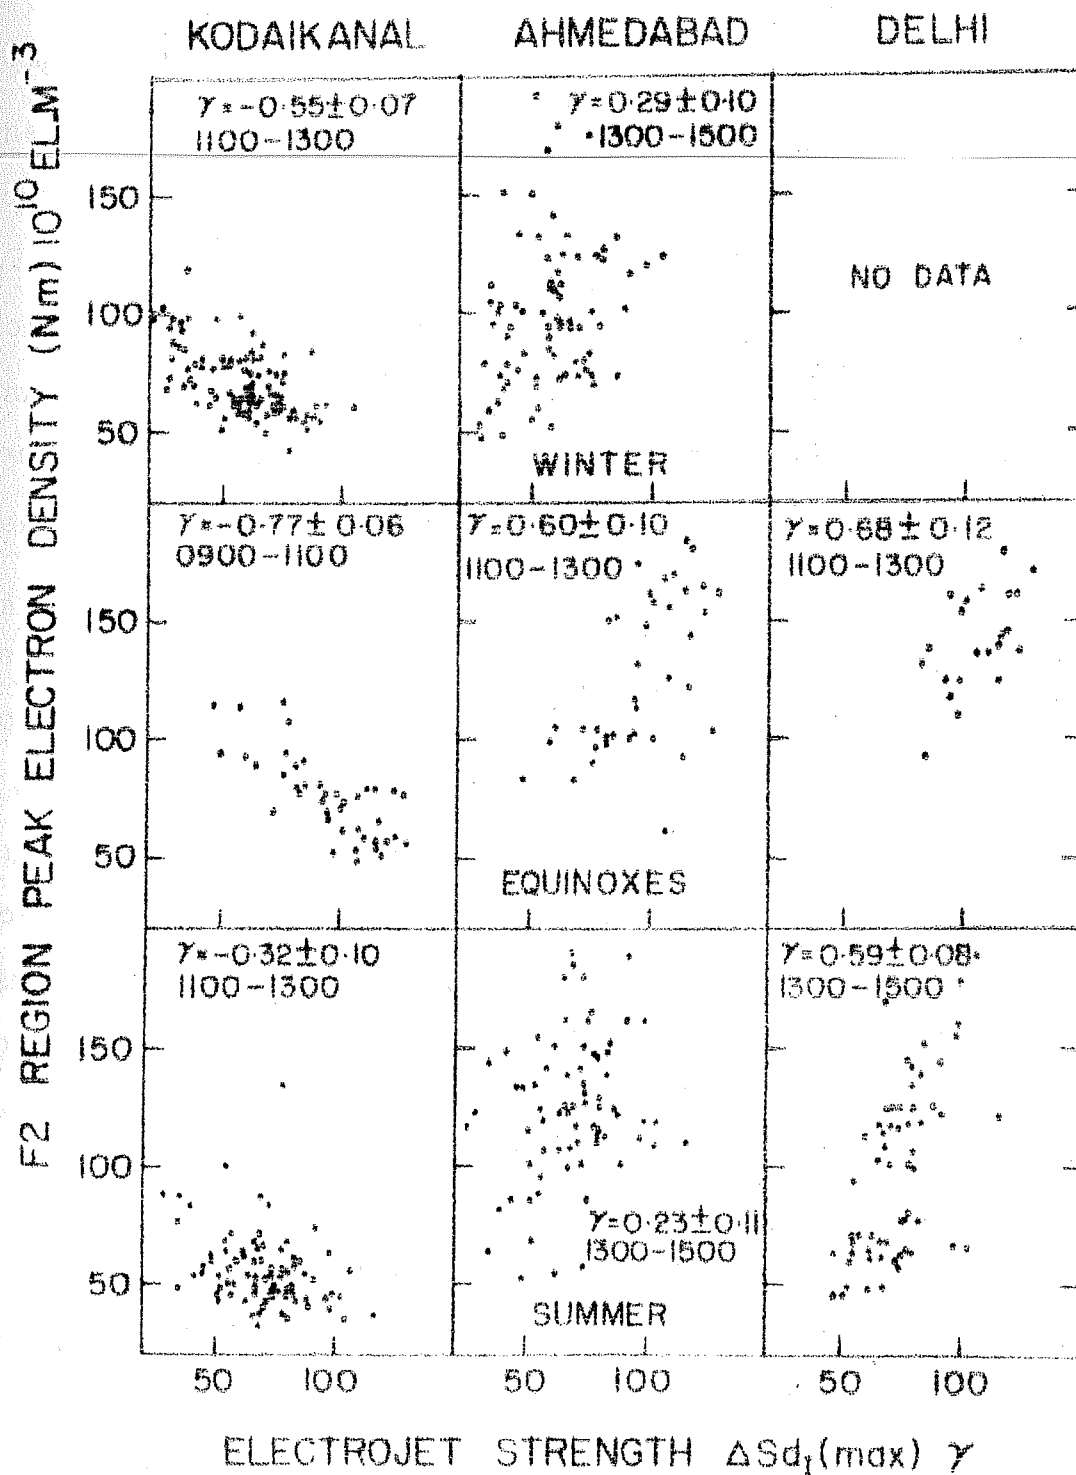 KODAIKANAL AHMEDABAD DELHI
F2 REGION PEAK ELECTRON DENSITY (Nm) 10¹⁰ EL.M⁻³
γ=-0·55±0·07
1100-1300
γ=0·29±0·10
1300-1500
150
100
50
NO DATA
WINTER
γ=-0·77±0·06
0900-1100
γ=0·60±0·10
1100-1300
γ=0·68±0·12
1100-1300
150
100
50
EQUINOXES
γ=-0·32±0·10
1100-1300
γ=0·59±0·08
1300-1500
150
100
50
γ=0·23±0·11
1300-1500
SUMMER
50 100 50 100 50 100
ELECTROJET STRENGTH ΔSd₁(max) γ